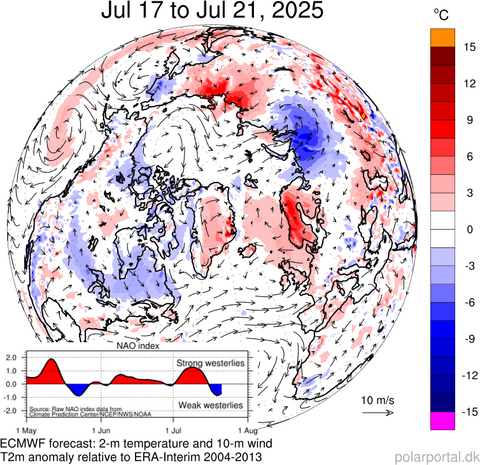 Jul 17 to Jul 21, 2025
°C
15
12
9
6
3
0
-3
-6
-9
-12
-15
NAO index
2.0
1.0
0.0
-1.0
-2.0
Strong westerlies
Weak westerlies
Source: Raw NAO index data from
Climate Prediction Center/NCEP/NWS/NOAA
1 May
1 Jun
1 Jul
1 Aug
10 m/s
ECMWF forecast: 2-m temperature and 10-m wind
T2m anomaly relative to ERA-Interim 2004-2013
polarportal.dk